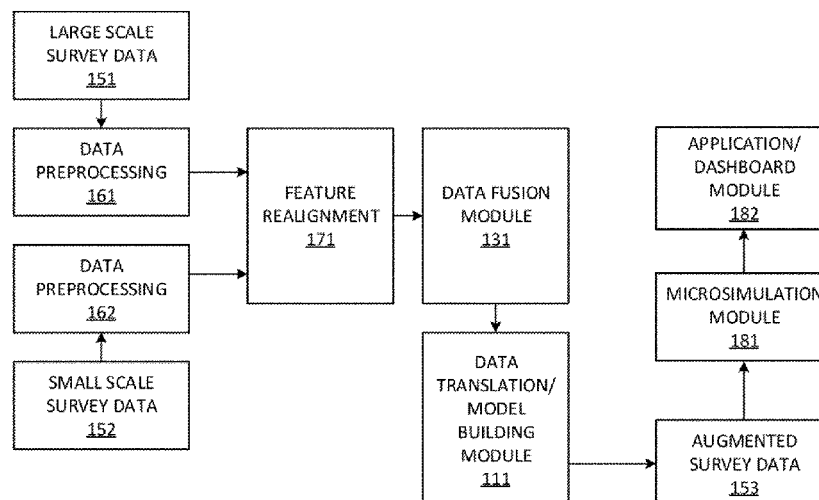 LARGE SCALE
SURVEY DATA
151
DATA
PREPROCESSING
161
DATA
PREPROCESSING
162
SMALL SCALE
SURVEY DATA
152
FEATURE
REALIGNMENT
171
DATA FUSION
MODULE
131
DATA
TRANSLATION/
MODEL
BUILDING
MODULE
111
APPLICATION/
DASHBOARD
MODULE
182
MICROSIMULATION
MODULE
181
AUGMENTED
SURVEY DATA
153